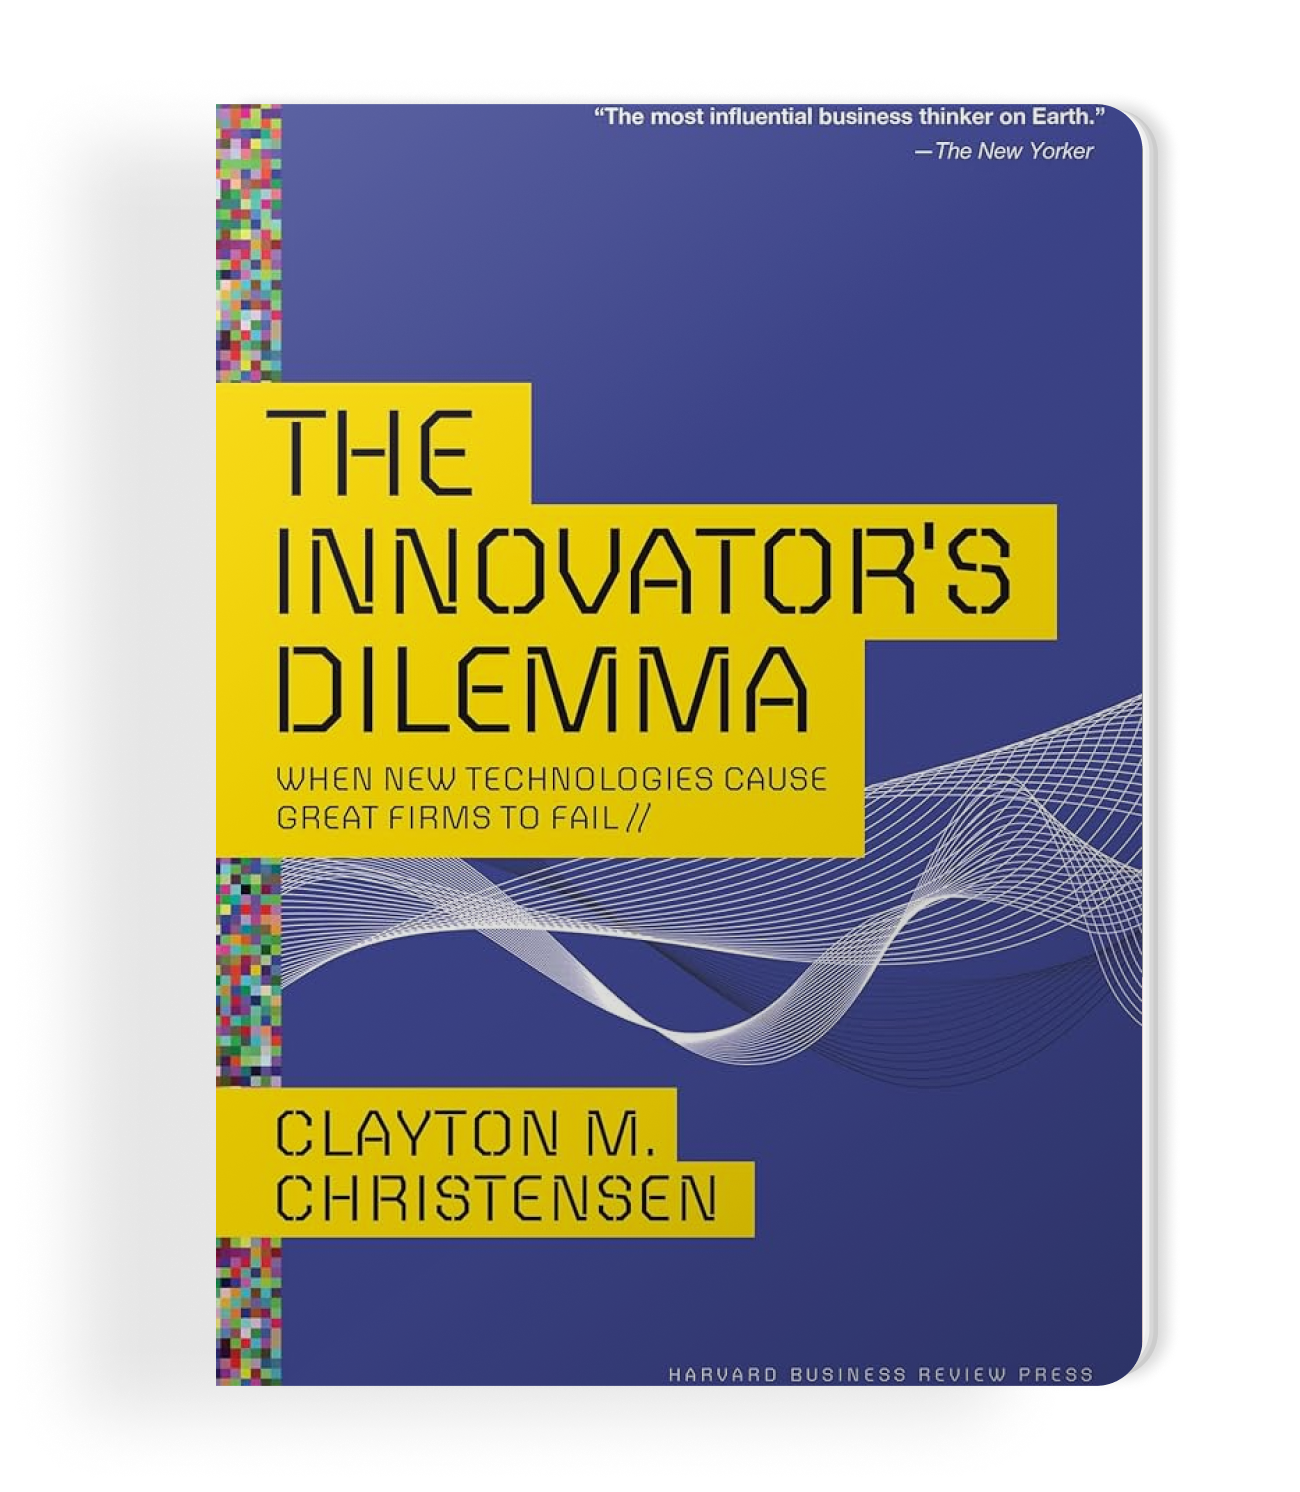 “The most influential business thinker on Earth.”
—The New Yorker
THE
INNOVATOR'S
DILEMMA
WHEN NEW TECHNOLOGIES CAUSE
GREAT FIRMS TO FAIL //
CLAYTON M.
CHRISTENSEN
HARVARD BUSINESS REVIEW PRESS